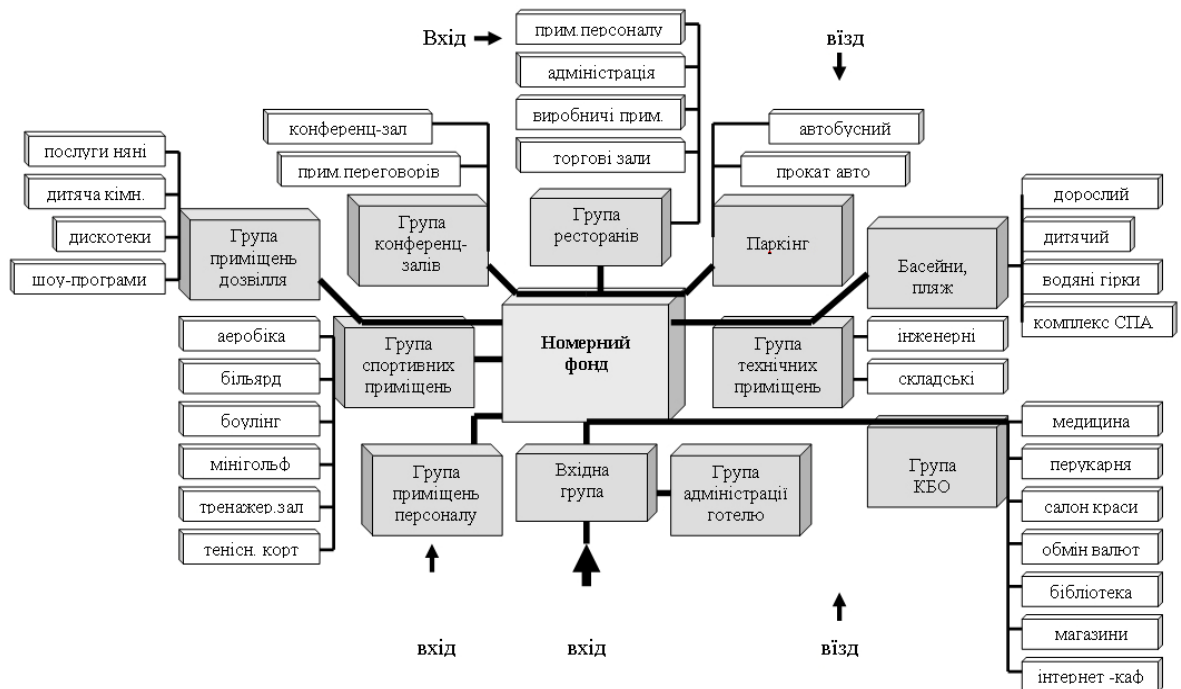 Вхід
прим.персоналу
вїзд
адміністрація
виробничі прим.
торгові зали
конференц-зал
прим.переговорів
автобусний
прокат авто
послуги няні
дитяча кімн.
дискотеки
шоу-програми
Група
приміщень
дозвілля
Група
конференц-
залів
Група
ресторанів
Паркінг
Басейни,
пляж
дорослий
дитячий
водяні гірки
комплекс СПА
аеробіка
більярд
боулінг
мінігольф
тренажер.зал
тенісн. корт
Група
спортивних
приміщень
Номерний
фонд
Група
технічних
приміщень
інженерні
складські
Група
приміщень
персоналу
Вхідна
група
Група
адміністрації
готелю
Група
КБО
медицина
перукарня
салон краси
обмін валют
бібліотека
магазини
інтернет -каф
вхід
вхід
вїзд